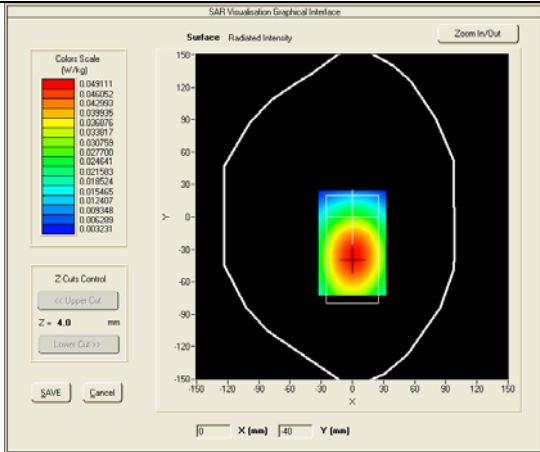 SAR Visualisation Graphical Interface
Surface Radiated Intensity
Zoom In/Out
Colors Scale
(W/kg)
0.049111
0.046052
0.042993
0.039935
0.036876
0.033817
0.030759
0.027700
0.024641
0.021583
0.018524
0.015465
0.012407
0.009348
0.006289
0.003231
Z Cuts Control
<< Upper Cut
Z = 4.0 mm
Lower Cut >>
SAVE
Cancel
150
120
90
60
30
0
-30
-60
-90
-120
-150
Y
-150 -120 -90 -60 -30 0 30 60 90 120 150
X
0 X (mm) -40 Y (mm)